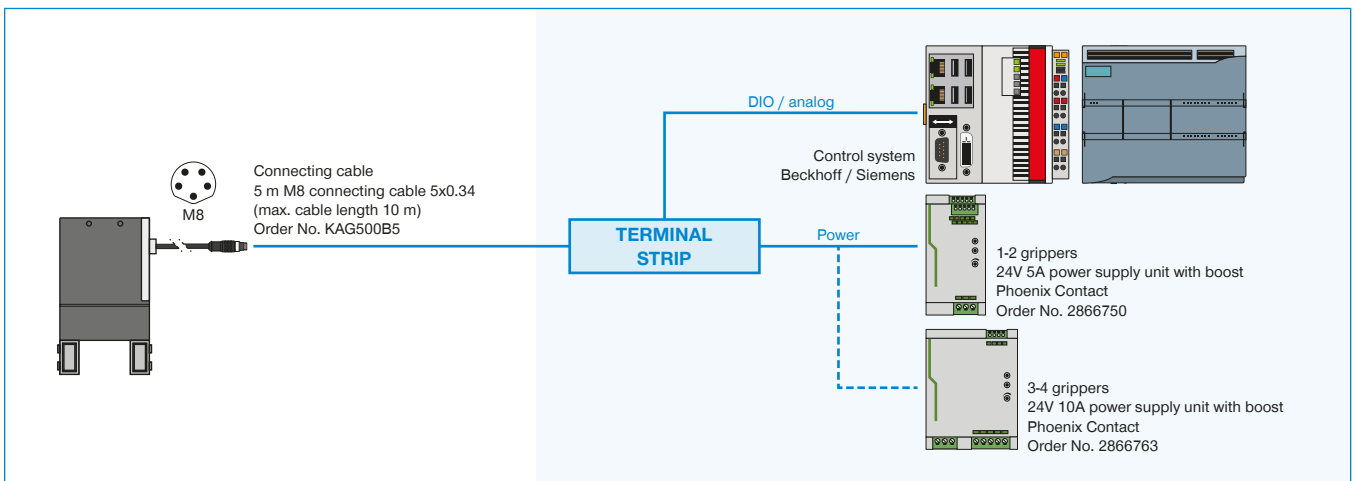 DIO / analog
Control system
Beckhoff / Siemens
M8
Connecting cable
5 m M8 connecting cable 5x0.34
(max. cable length 10 m)
Order No. KAG500B5
TERMINAL
STRIP
Power
1-2 grippers
24V 5A power supply unit with boost
Phoenix Contact
Order No. 2866750
3-4 grippers
24V 10A power supply unit with boost
Phoenix Contact
Order No. 2866763